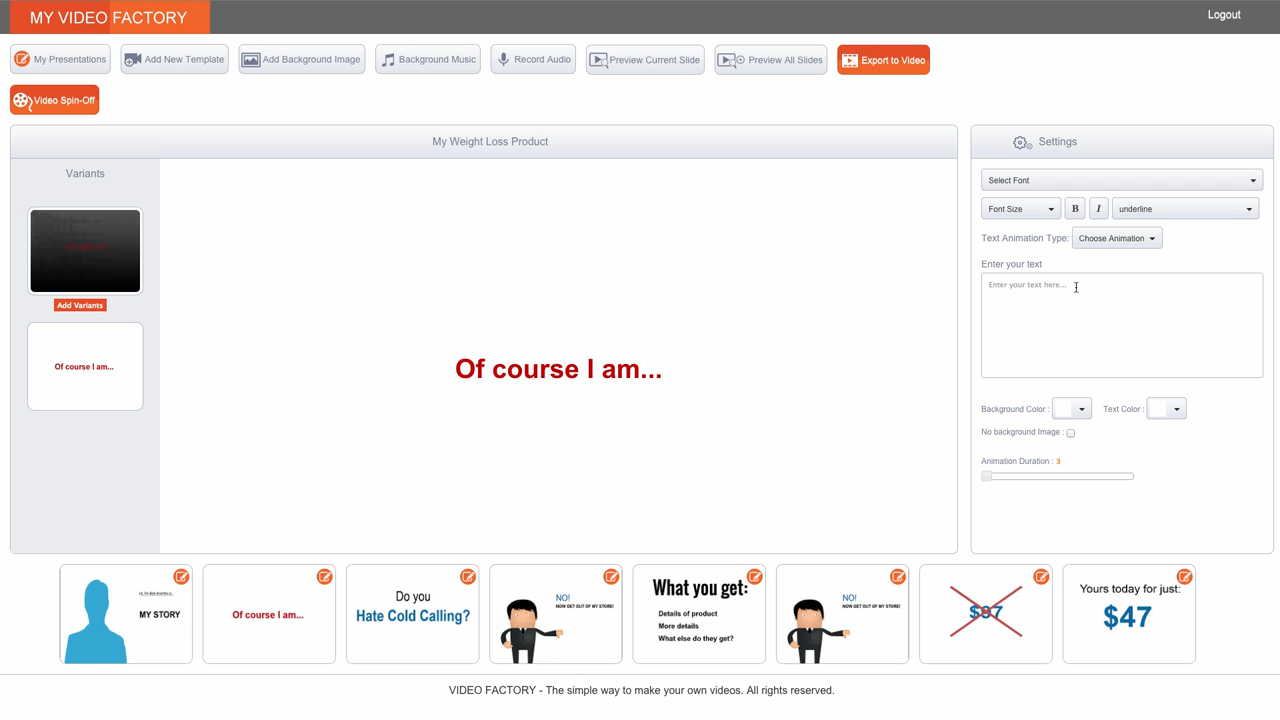 MY VIDEO FACTORY
Logout
My Presentations
Add New Template
Add Background Image
Background Music
Record Audio
Preview Current Slide
Preview All Slides
Export to Video
Video Spin-Off
My Weight Loss Product
Settings
Variants
Add Variants
Of course I am...
Of course I am...
Select Font
Font Size
B
I
underline
Text Animation Type:
Choose Animation
Enter your text
Enter your text here...
Background Color :
Text Color :
No background Image :
Animation Duration : 3
MY STORY
Of course I am...
Do you
Hate Cold Calling?
NO!
NOW GET OUT OF MY STORE!
What you get:
Details of product
More details
What else do they get?
NO!
NOW GET OUT OF MY STORE!
$97
Yours today for just:
$47
VIDEO FACTORY - The simple way to make your own videos. All rights reserved.